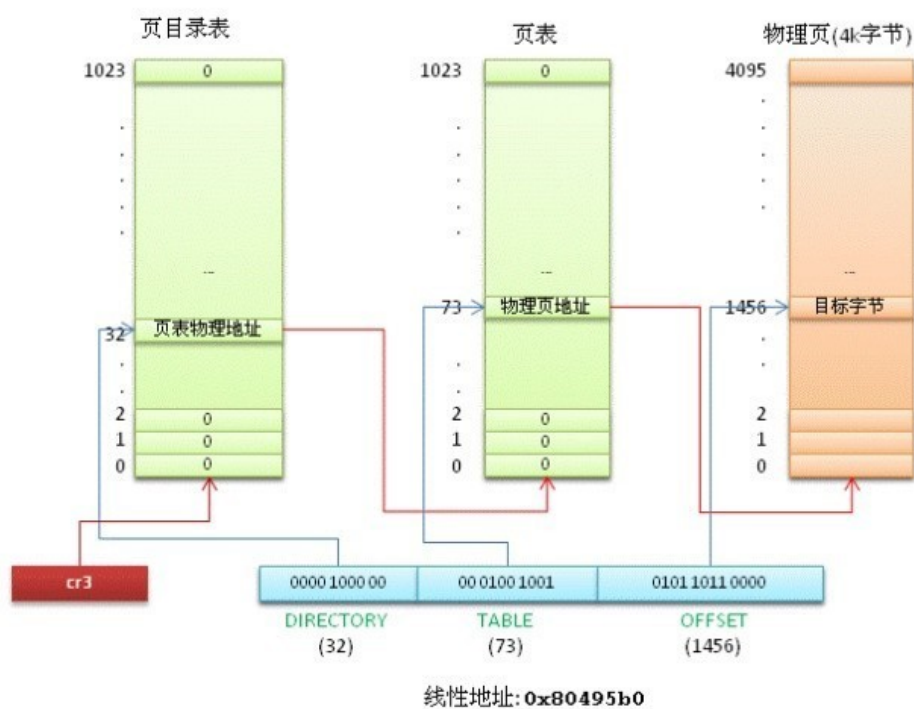 页目录表
页表
物理页(4k字节)
1023
0
1023
0
4095
...
...
...
32
页表物理地址
73
物理页地址
1456
目标字节
2
0
2
0
2
1
0
1
0
1
0
0
0
0
0
cr3
0000 1000 00
00 0100 1001
0101 1011 0000
DIRECTORY
TABLE
OFFSET
(32)
(73)
(1456)
线性地址: 0x80495b0